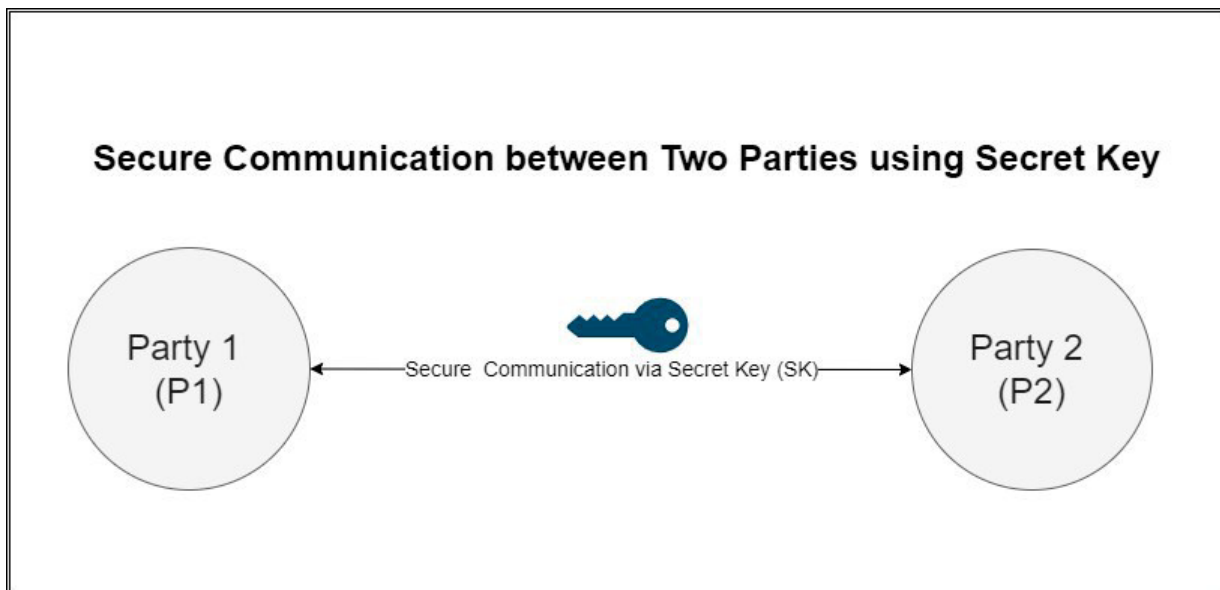 Secure Communication between Two Parties using Secret Key
Party 1
(P1)
Secure Communication via Secret Key (SK)
Party 2
(P2)